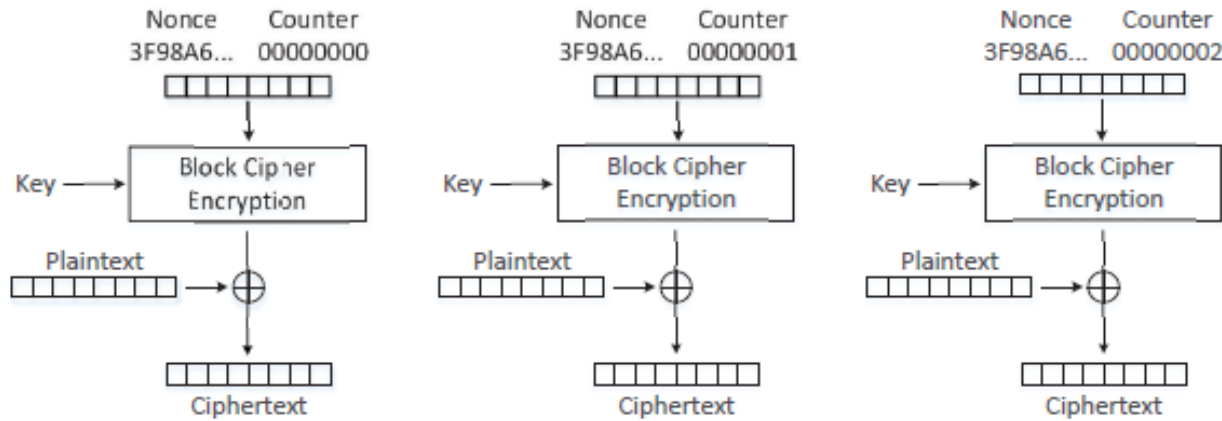 Nonce Counter
3F98A6... 00000000
Block Cipher
Encryption
Key
Plaintext
Ciphertext
Nonce Counter
3F98A6... 00000001
Block Cipher
Encryption
Key
Plaintext
Ciphertext
Nonce Counter
3F98A6... 00000002
Block Cipher
Encryption
Key
Plaintext
Ciphertext